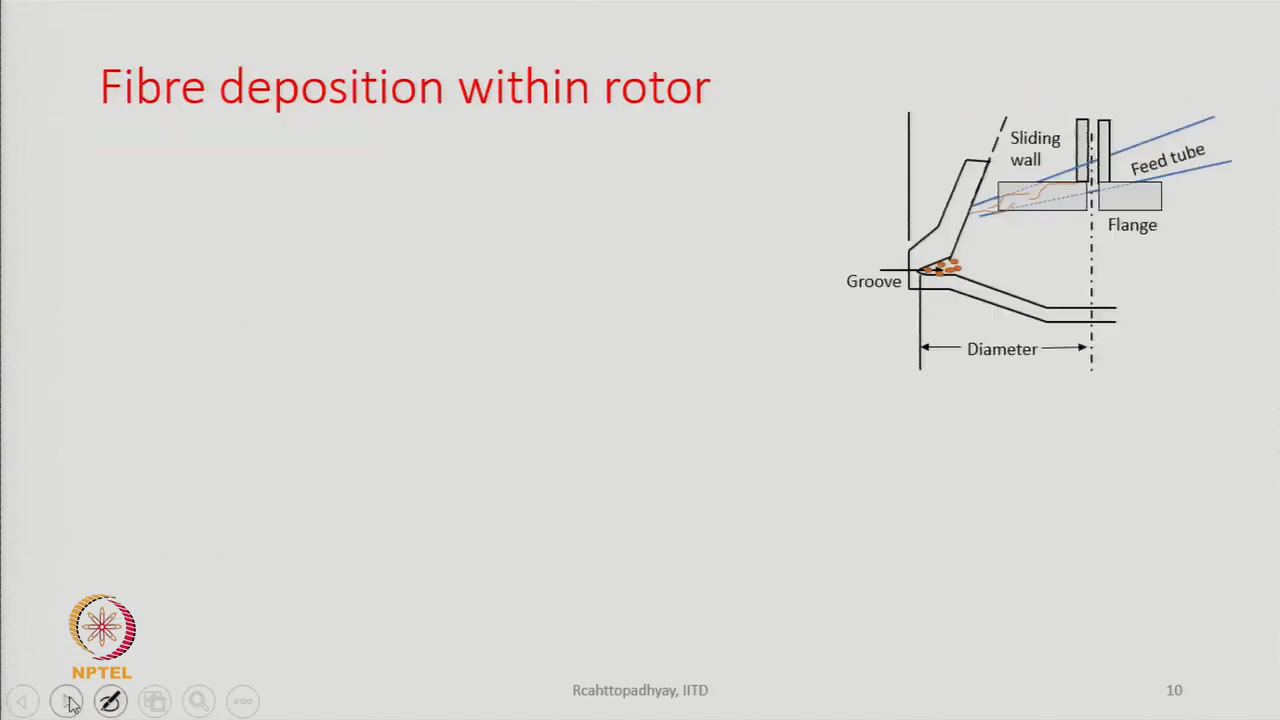 Fibre deposition within rotor
Sliding
wall
Feed tube
Flange
Groove
Diameter
NPTEL
Rcahttopadhyay, IITD
10